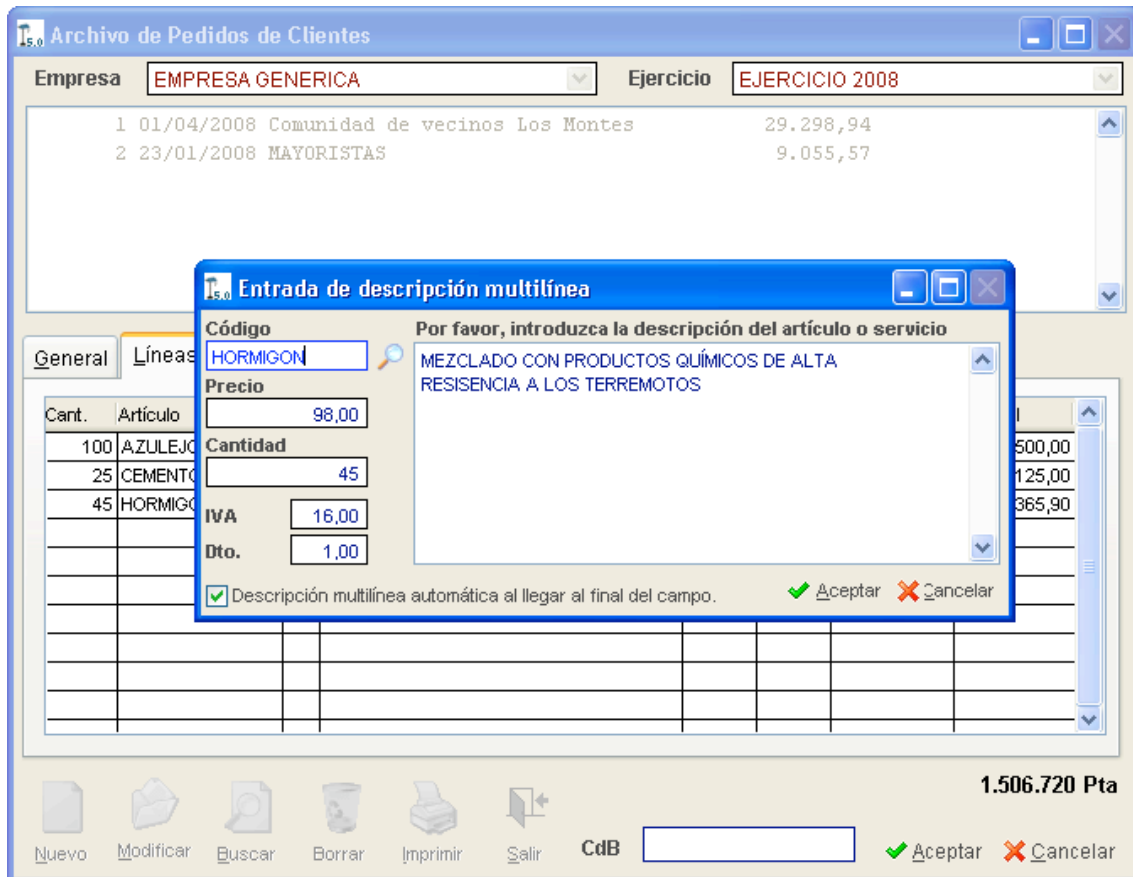 5.0 Archivo de Pedidos de Clientes
Empresa EMPRESA GENERICA Ejercicio EJERCICIO 2008
1 01/04/2008 Comunidad de vecinos Los Montes 29.298,94
2 23/01/2008 MAYORISTAS 9.055,57
5.0 Entrada de descripción multilínea
Código
HORMIGON
Precio
98,00
Cantidad
45
IVA 16,00
Dto. 1,00
Por favor, introduzca la descripción del artículo o servicio
MEZCLADO CON PRODUCTOS QUÍMICOS DE ALTA
RESISENCIA A LOS TERREMOTOS
Descripción multilínea automática al llegar al final del campo. Aceptar Cancelar
General Líneas
Cant. Artículo
100 AZULEJO 500,00
25 CEMENTO 125,00
45 HORMIGO 365,90
1.506.720 Pta
Nuevo Modificar Buscar Borrar Imprimir Salir CdB Aceptar Cancelar